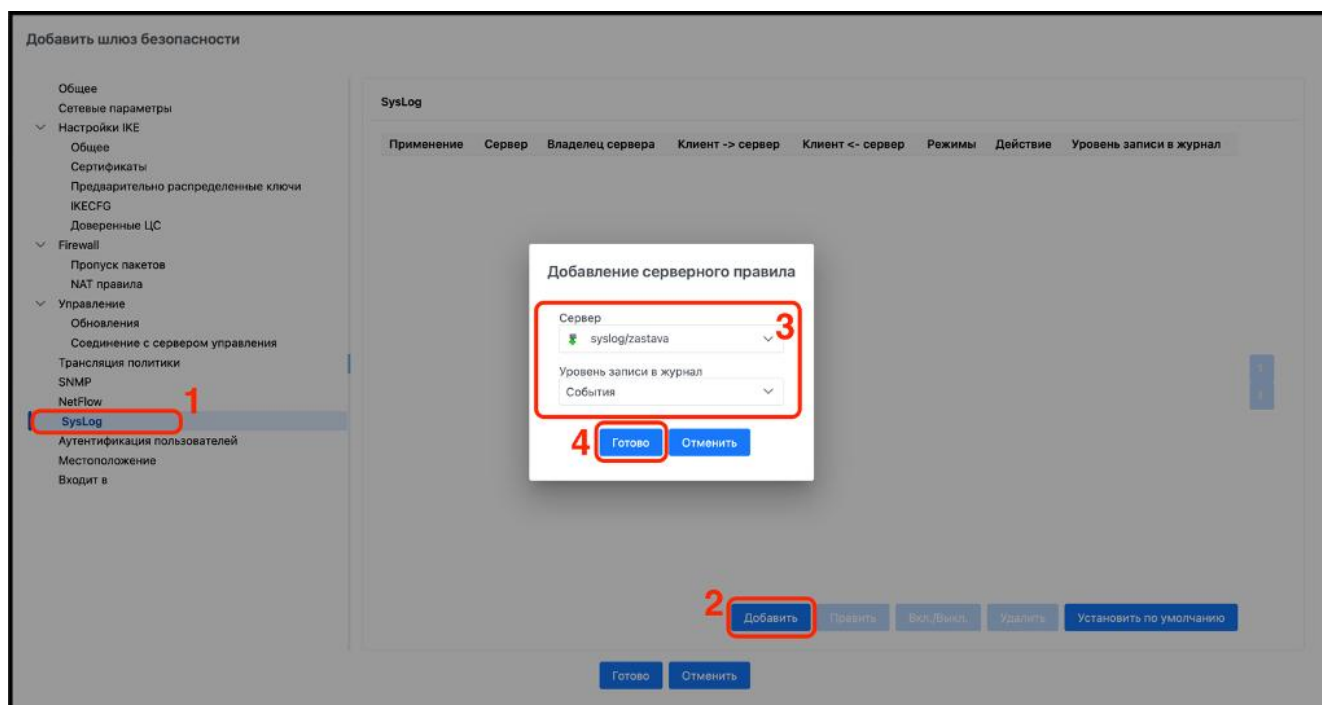 Добавить шлюз безопасности
Общее
Сетевые параметры
Настройки IKE
Общее
Сертификаты
Предварительно распределенные ключи
IKECFG
Доверенные ЦС
Firewall
Пропуск пакетов
NAT правила
Управление
Обновления
Соединение с сервером управления
Трансляция политики
SNMP
NetFlow
1
SysLog
Аутентификация пользователей
Местоположение
Входит в
SysLog
Применение Сервер Владелец сервера Клиент -> сервер Клиент <- сервер Режимы Действие Уровень записи в журнал
Добавление серверного правила
Сервер
3
syslog/zastava
Уровень записи в журнал
События
4 Готово Отменить
2 Добавить Править Вкл./Выкл. Удалить Установить по умолчанию
Готово Отменить